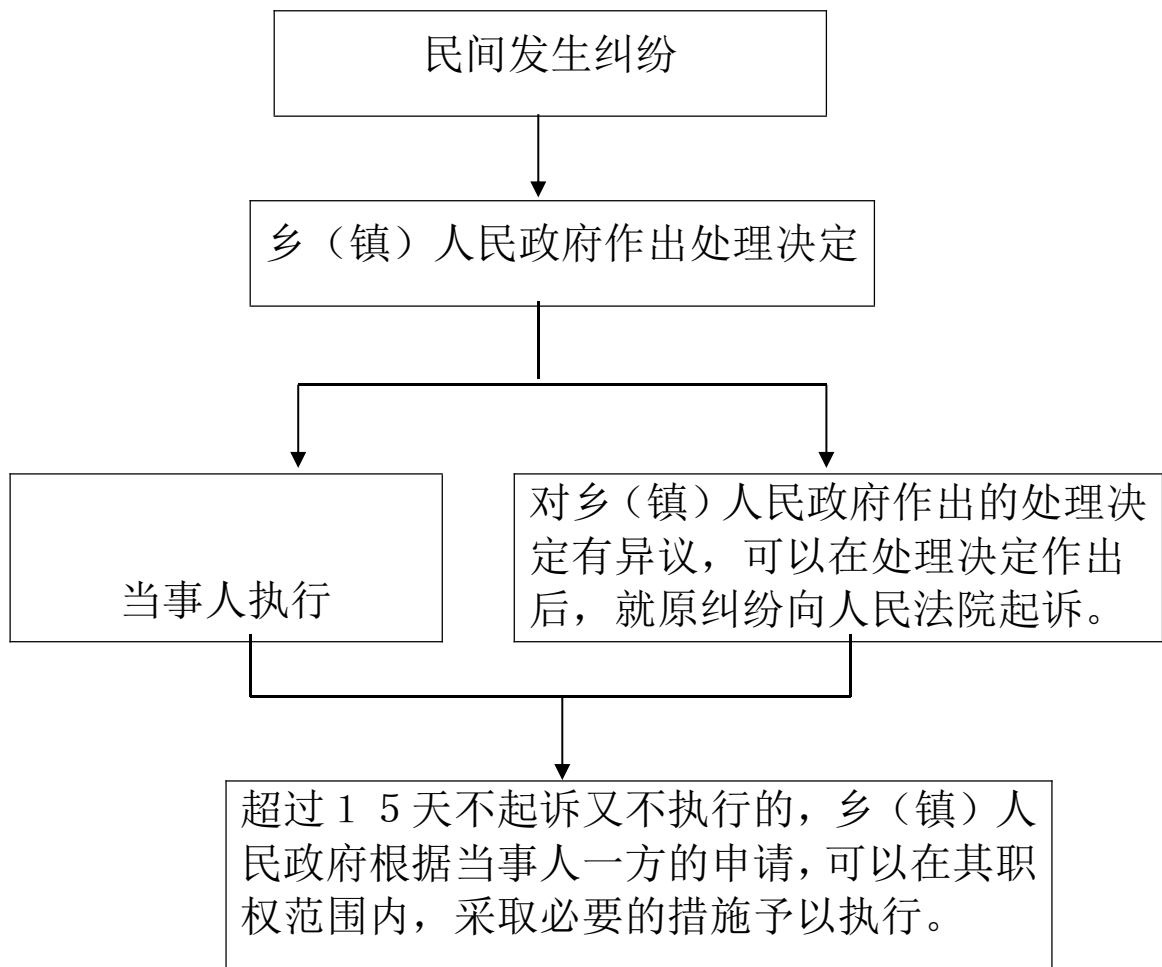 民间发生纠纷
乡（镇）人民政府作出处理决定
当事人执行
对乡（镇）人民政府作出的处理决
定有异议，可以在处理决定作出
后，就原纠纷向人民法院起诉。
超过１５天不起诉又不执行的，乡（镇）人
民政府根据当事人一方的申请，可以在其职
权范围内，采取必要的措施予以执行。